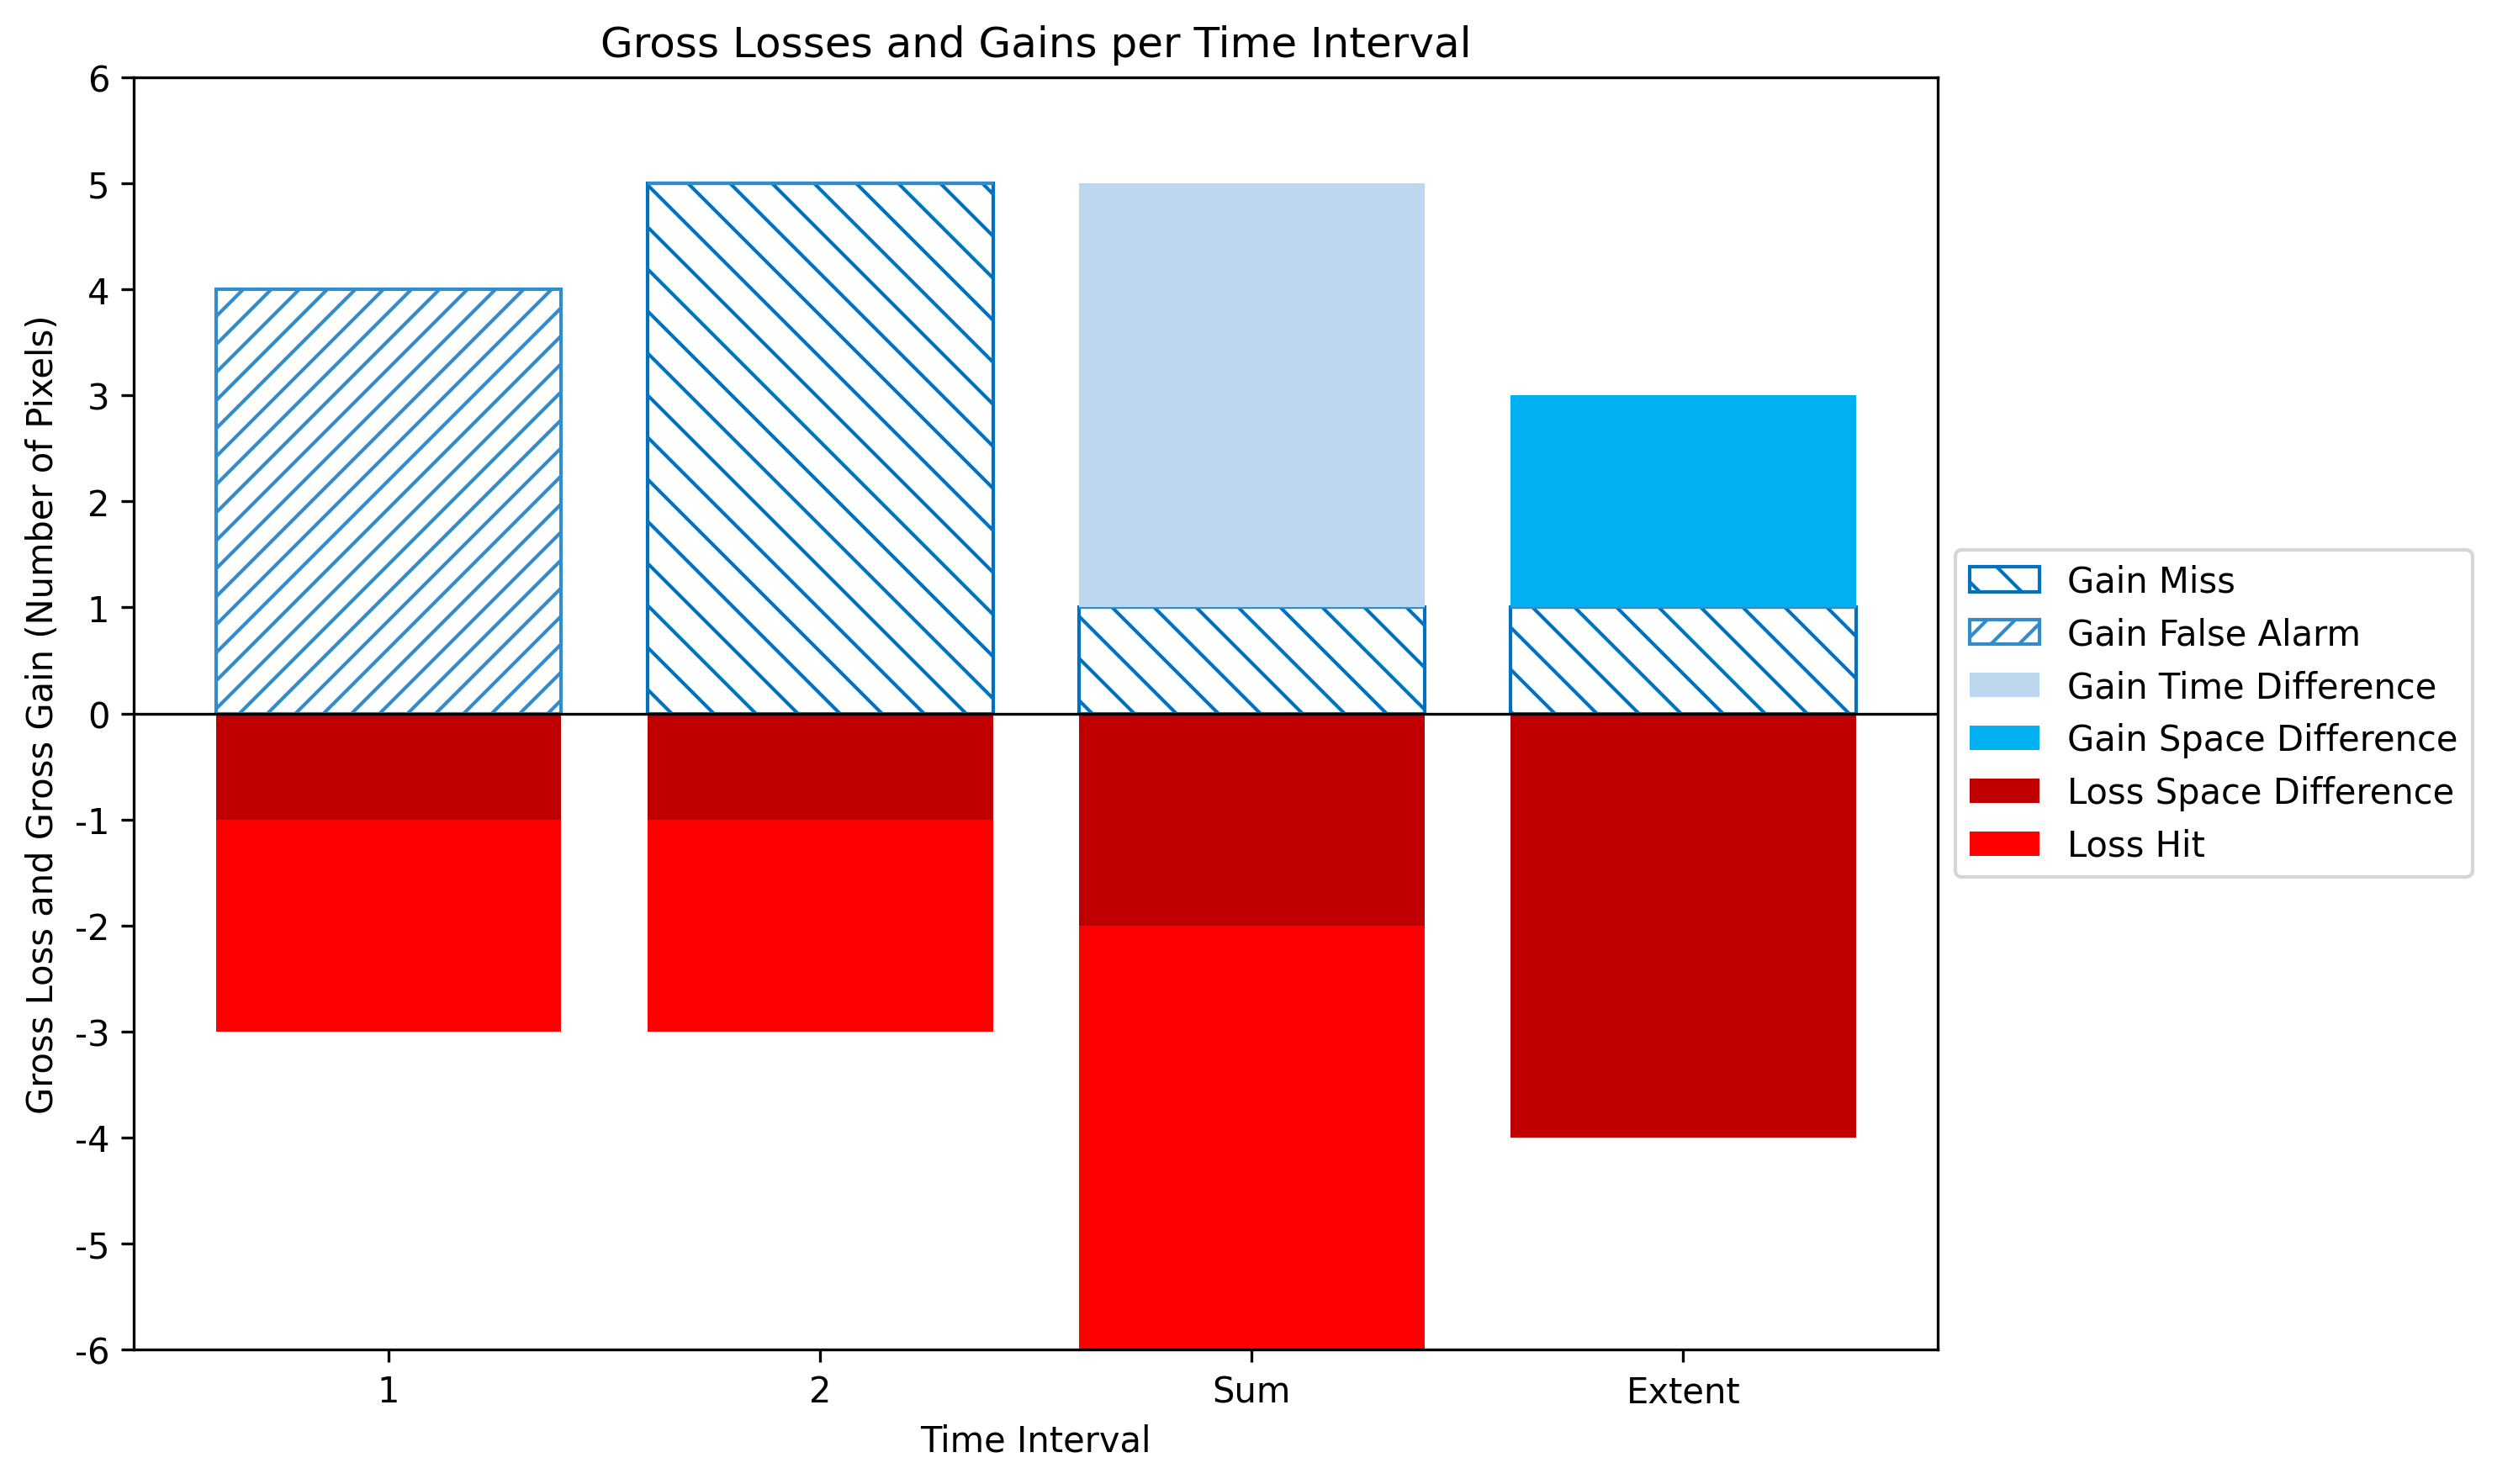 Gross Losses and Gains per Time Interval
Gross Loss and Gross Gain (Number of Pixels)
6
5
4
3
2
1
0
-1
-2
-3
-4
-5
-6
1
2
Sum
Extent
Time Interval
Gain Miss
Gain False Alarm
Gain Time Difference
Gain Space Difference
Loss Space Difference
Loss Hit